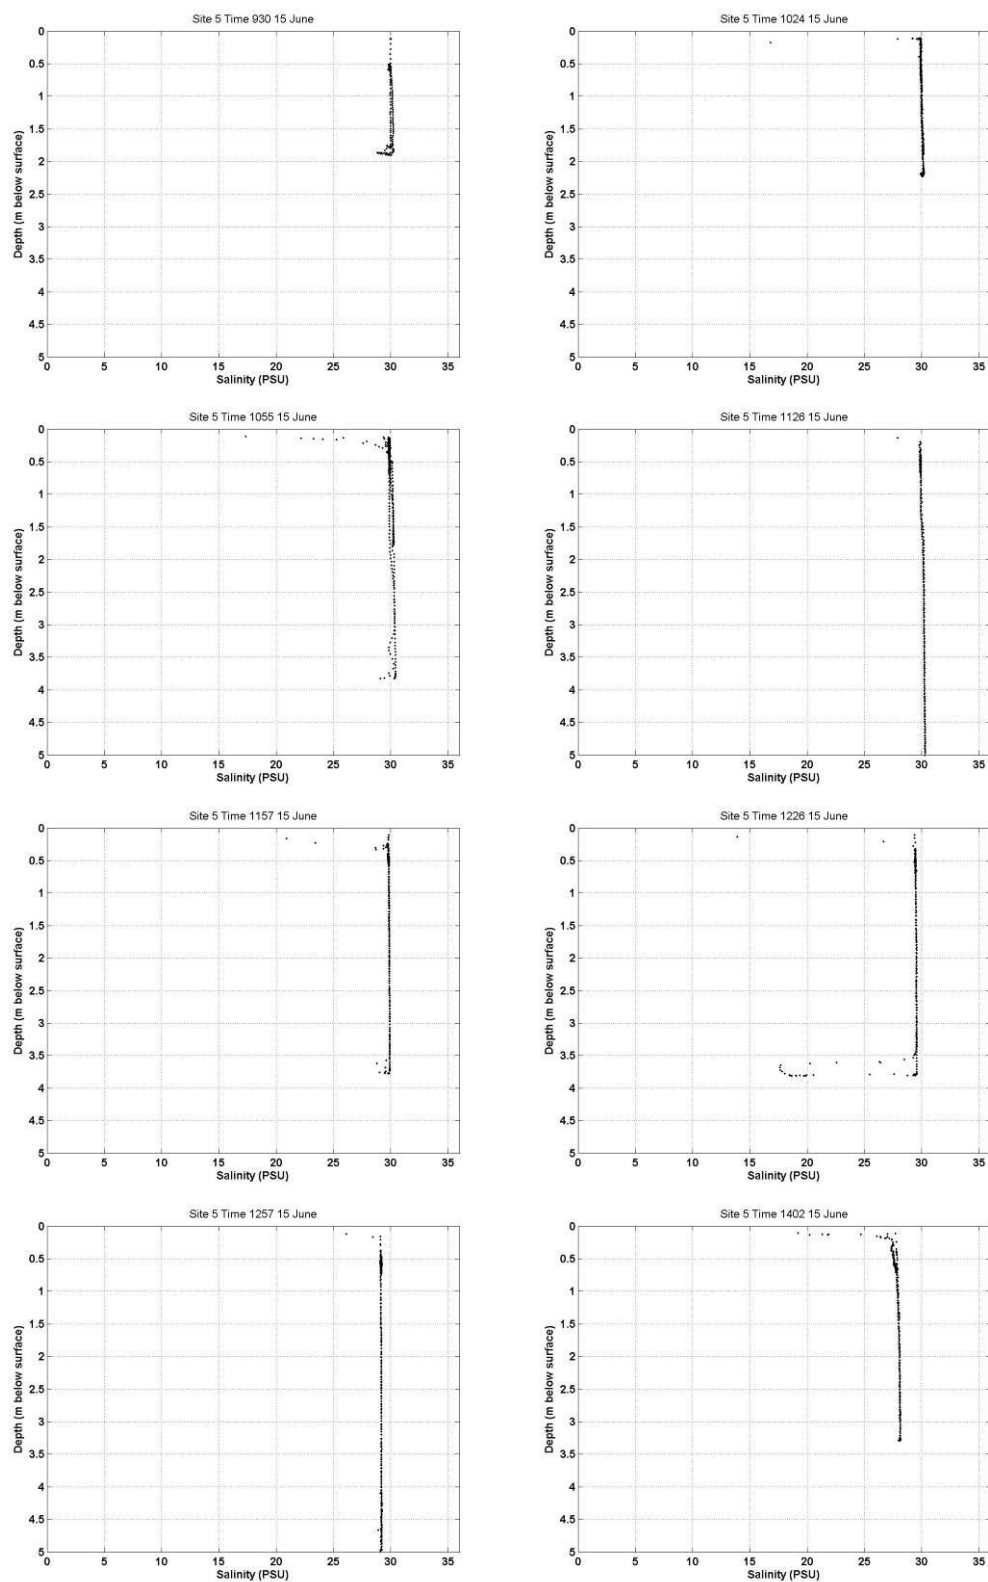 Site 5 Time 930 15 June
0
0.5
1
1.5
2
2.5
3
3.5
4
4.5
5
Depth (m below surface)
0 5 10 15 20 25 30 35
Salinity (PSU)
Site 5 Time 1024 15 June
0
0.5
1
1.5
2
2.5
3
3.5
4
4.5
5
Depth (m below surface)
0 5 10 15 20 25 30 35
Salinity (PSU)
Site 5 Time 1055 15 June
0
0.5
1
1.5
2
2.5
3
3.5
4
4.5
5
Depth (m below surface)
0 5 10 15 20 25 30 35
Salinity (PSU)
Site 5 Time 1126 15 June
0
0.5
1
1.5
2
2.5
3
3.5
4
4.5
5
Depth (m below surface)
0 5 10 15 20 25 30 35
Salinity (PSU)
Site 5 Time 1157 15 June
0
0.5
1
1.5
2
2.5
3
3.5
4
4.5
5
Depth (m below surface)
0 5 10 15 20 25 30 35
Salinity (PSU)
Site 5 Time 1226 15 June
0
0.5
1
1.5
2
2.5
3
3.5
4
4.5
5
Depth (m below surface)
0 5 10 15 20 25 30 35
Salinity (PSU)
Site 5 Time 1257 15 June
0
0.5
1
1.5
2
2.5
3
3.5
4
4.5
5
Depth (m below surface)
0 5 10 15 20 25 30 35
Salinity (PSU)
Site 5 Time 1402 15 June
0
0.5
1
1.5
2
2.5
3
3.5
4
4.5
5
Depth (m below surface)
0 5 10 15 20 25 30 35
Salinity (PSU)